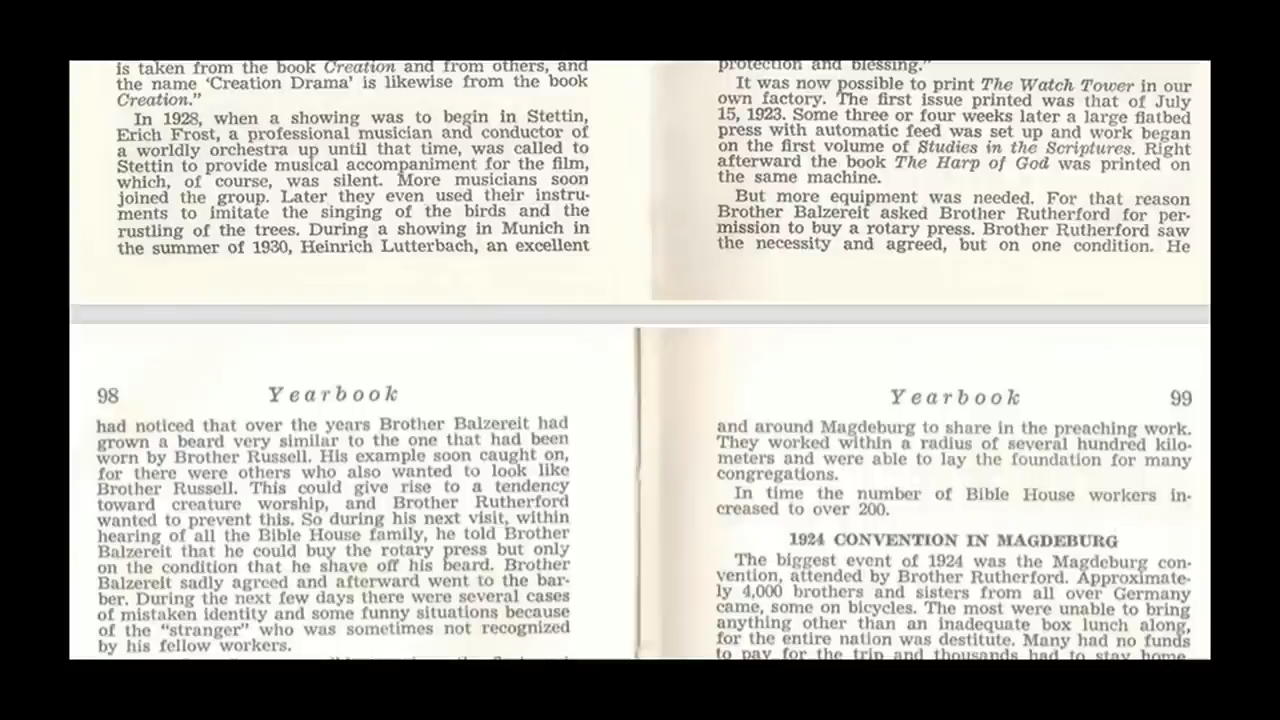 is taken from the book Creation and from others, and
the name ‘Creation Drama’ is likewise from the book
Creation.”
In 1928, when a showing was to begin in Stettin,
Erich Frost, a professional musician and conductor of
a worldly orchestra up until that time, was called to
Stettin to provide musical accompaniment for the film,
which, of course, was silent. More musicians soon
joined the group. Later they even used their instru-
ments to imitate the singing of the birds and the
rustling of the trees. During a showing in Munich in
the summer of 1930, Heinrich Lutterbach, an excellent
protection and blessing.”
It was now possible to print The Watch Tower in our
own factory. The first issue printed was that of July
15, 1923. Some three or four weeks later a large flatbed
press with automatic feed was set up and work began
on the first volume of Studies in the Scriptures. Right
afterward the book The Harp of God was printed on
the same machine.
But more equipment was needed. For that reason
Brother Balzereit asked Brother Rutherford for per-
mission to buy a rotary press. Brother Rutherford saw
the necessity and agreed, but on one condition. He
98 Yearbook
had noticed that over the years Brother Balzereit had
grown a beard very similar to the one that had been
worn by Brother Russell. His example soon caught on,
for there were others who also wanted to look like
Brother Russell. This could give rise to a tendency
toward creature worship, and Brother Rutherford
wanted to prevent this. So during his next visit, within
hearing of all the Bible House family, he told Brother
Balzereit that he could buy the rotary press but only
on the condition that he shave off his beard. Brother
Balzereit sadly agreed and afterward went to the bar-
ber. During the next few days there were several cases
of mistaken identity and some funny situations because
of the “stranger” who was sometimes not recognized
by his fellow workers.
Yearbook 99
and around Magdeburg to share in the preaching work.
They worked within a radius of several hundred kilo-
meters and were able to lay the foundation for many
congregations.
In time the number of Bible House workers in-
creased to over 200.
1924 CONVENTION IN MAGDEBURG
The biggest event of 1924 was the Magdeburg con-
vention, attended by Brother Rutherford. Approximate-
ly 4,000 brothers and sisters from all over Germany
came, some on bicycles. The most were unable to bring
anything other than an inadequate box lunch along,
for the entire nation was destitute. Many had no funds
to pay for the trip and thousands had to stay home.